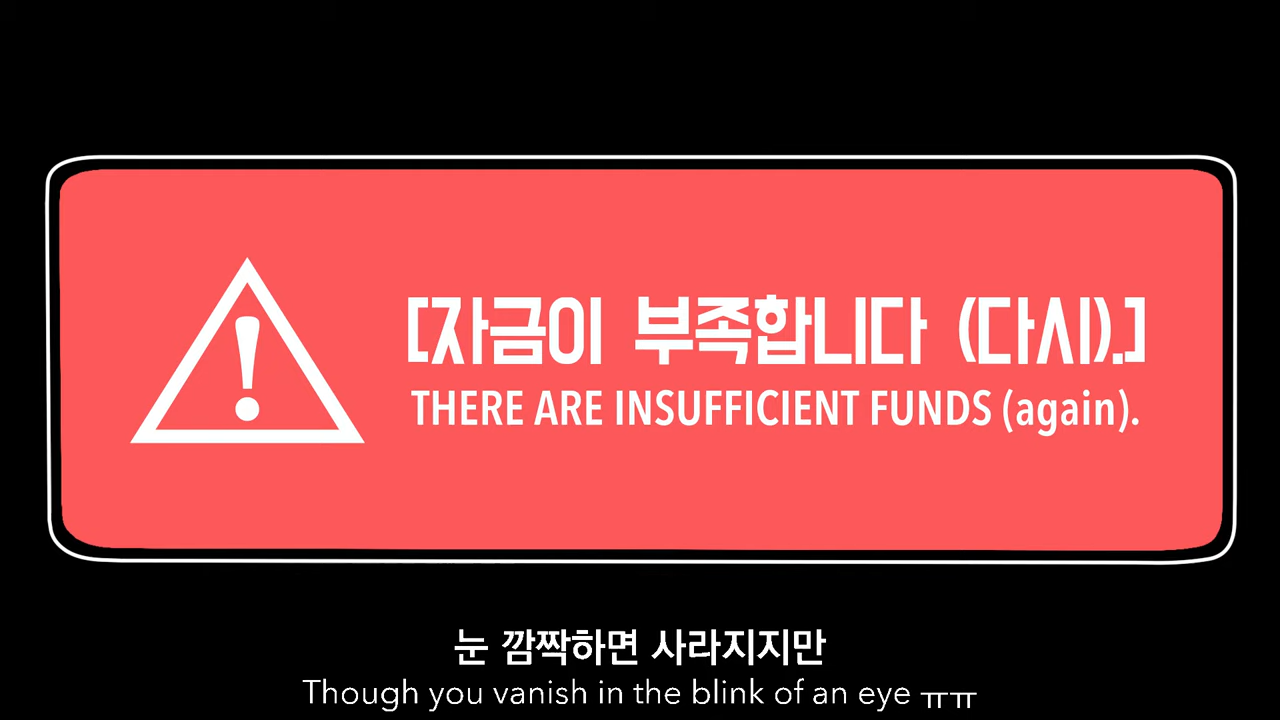 [자금이 부족합니다 (다시).]
THERE ARE INSUFFICIENT FUNDS (again).
눈 깜짝하면 사라지지만
Though you vanish in the blink of an eye ㅠㅠ